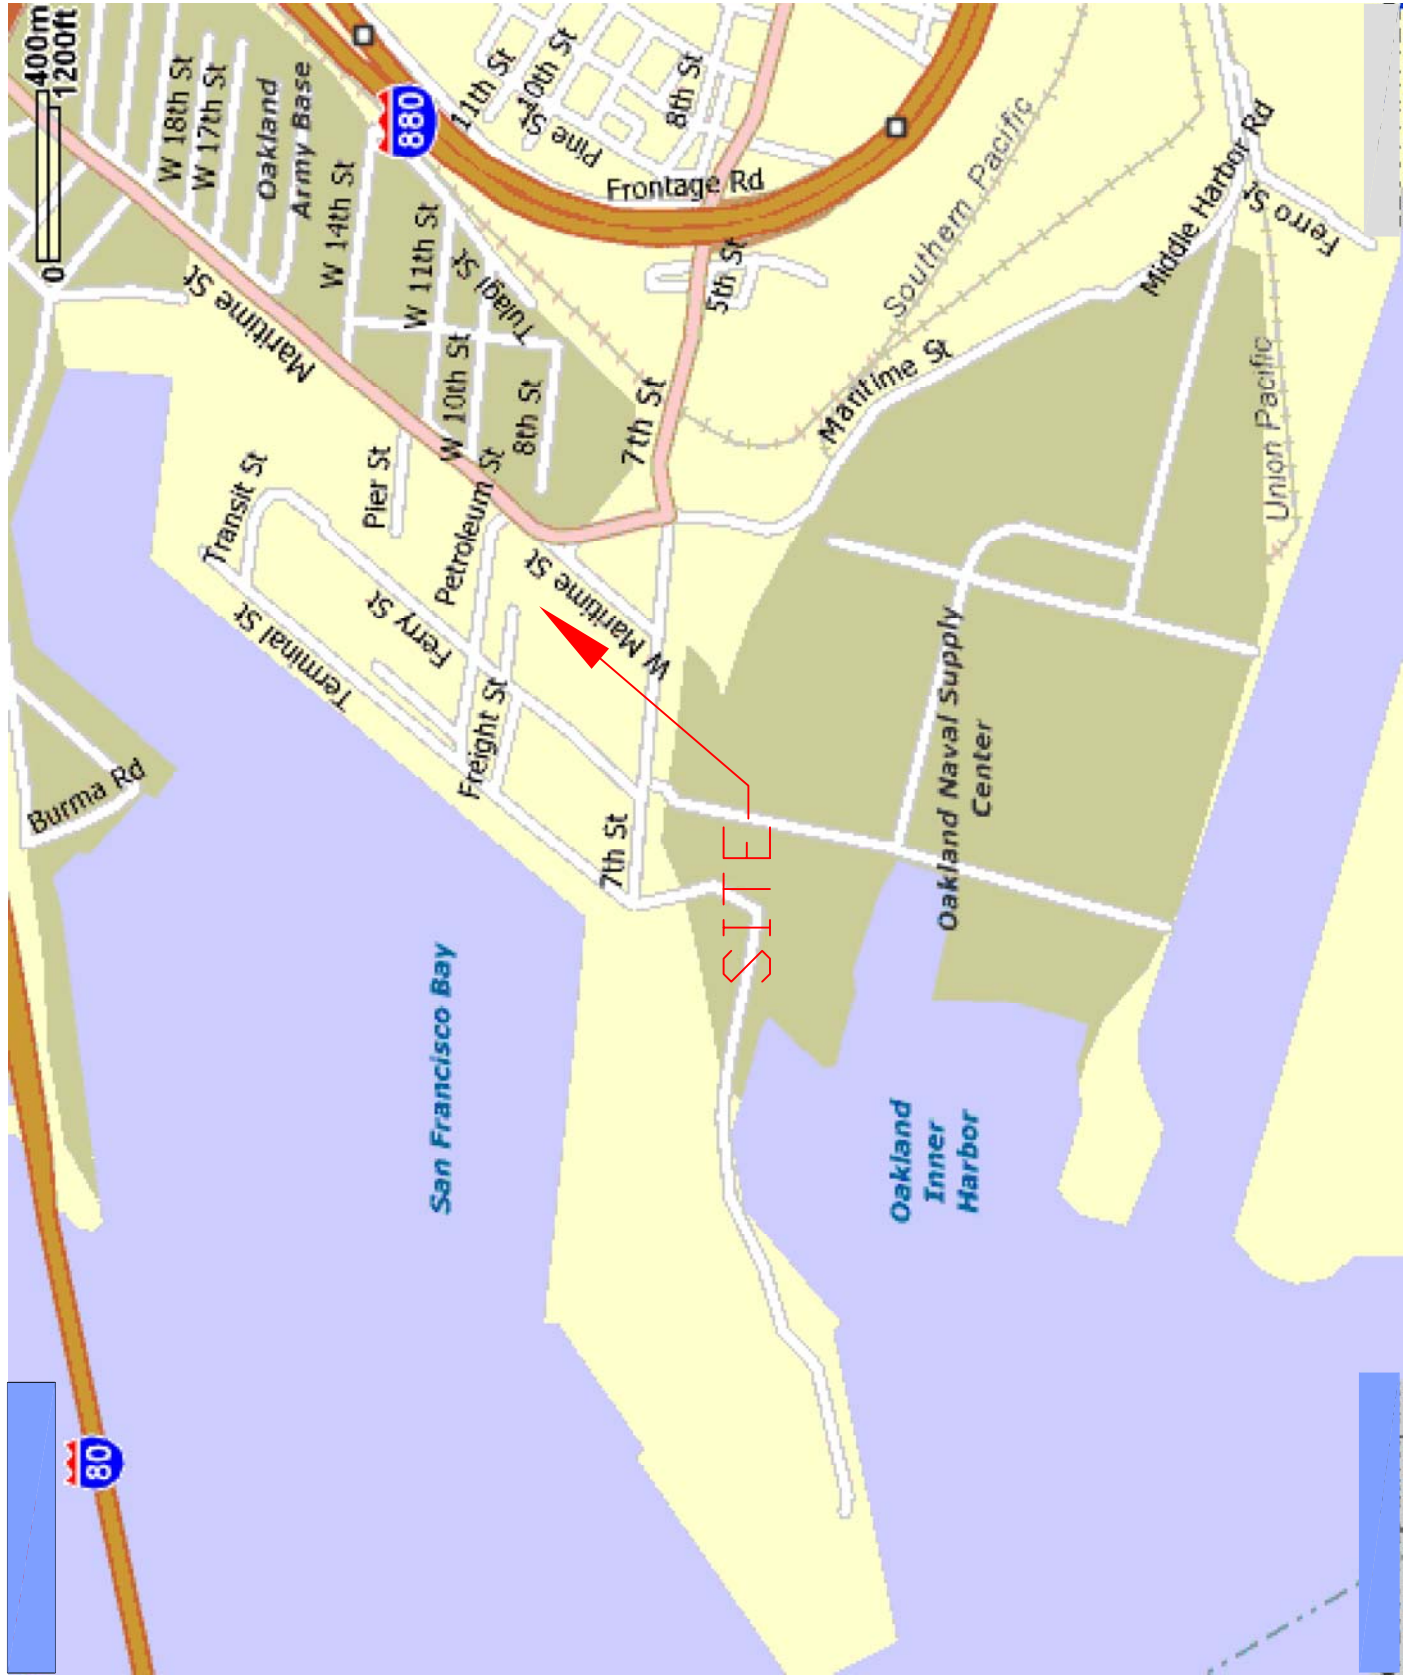 80
San Francisco Bay
Oakland
Inner
Harbor
SITE
Burma Rd
7th St
Oakland Naval Supply
Center
Terminal St
Transit St
Ferry St
Freight St
Petroleum St
Pier St
W Maritime St
Maritime St
7th St
Maritime St
8th St
W 10th St
W 11th St
Tulagi St
W 14th St
W 18th St
W 17th St
Oakland
Army Base
5th St
Frontage Rd
880
11th St
10th St
Pine St
8th St
Southern Pacific
Middle Harbor Rd
Ferro St
Union Pacific
0
400m
1200ft